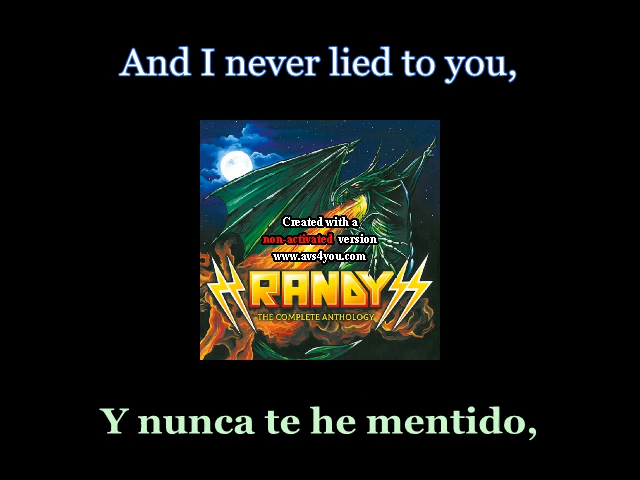 And I never lied to you,
Created with a
non-activated version
www.avs4you.com
RANDY
THE COMPLETE ANTHOLOGY
Y nunca te he mentido,